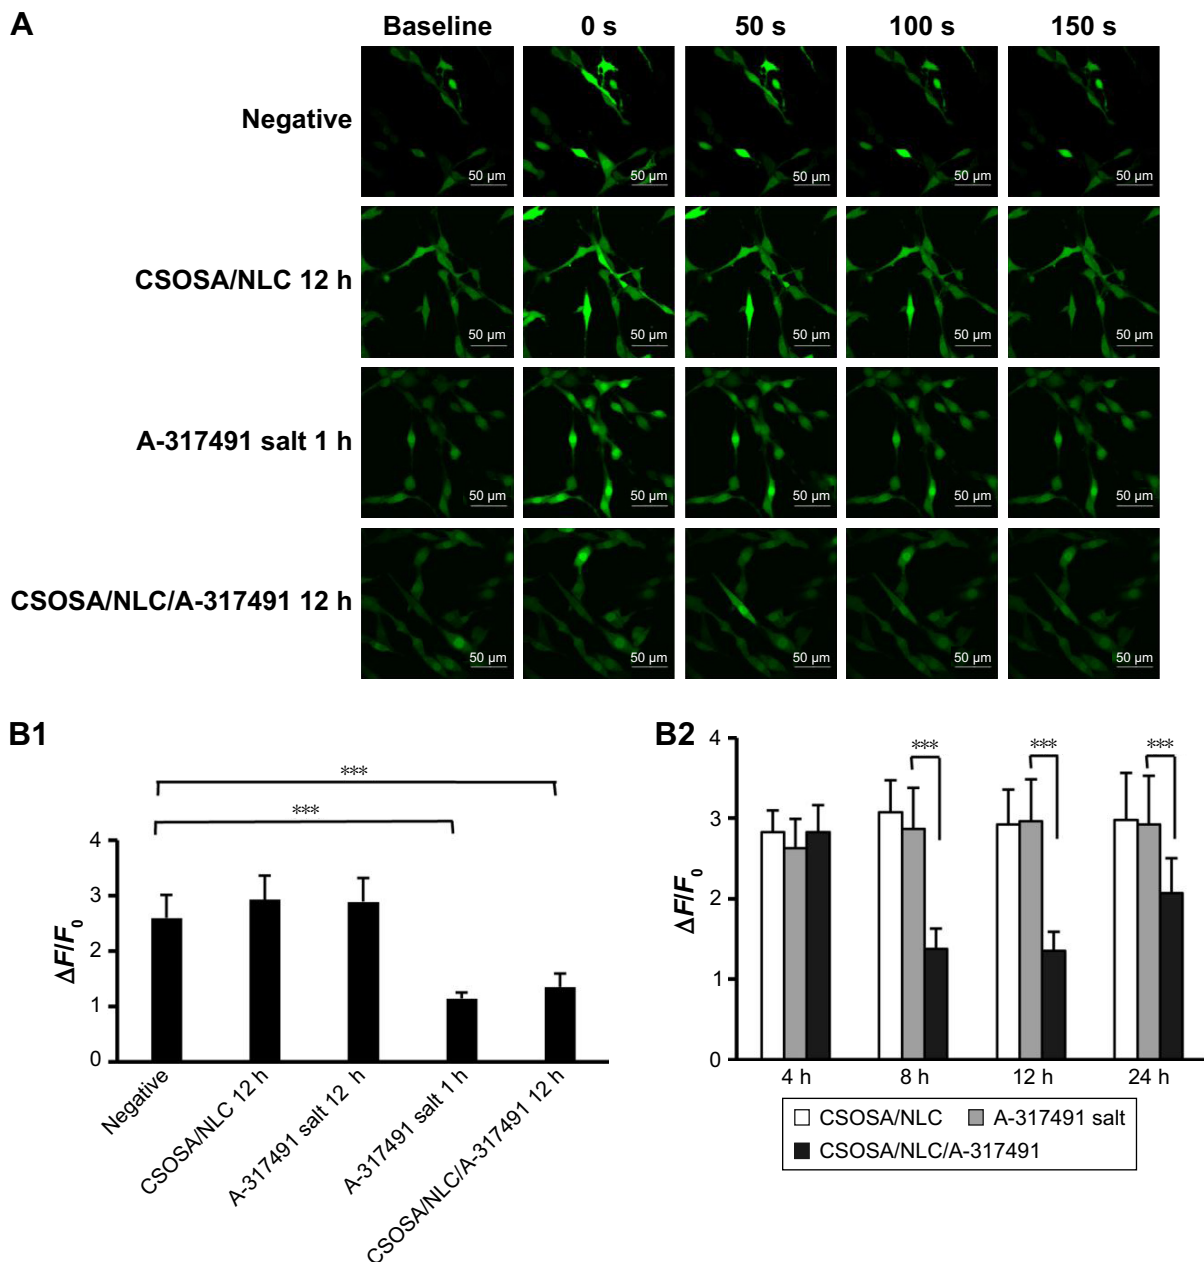 A
Baseline 0 s 50 s 100 s 150 s
Negative
50 µm 50 µm 50 µm 50 µm 50 µm
CSOSA/NLC 12 h
50 µm 50 µm 50 µm 50 µm 50 µm
A-317491 salt 1 h
50 µm 50 µm 50 µm 50 µm 50 µm
CSOSA/NLC/A-317491 12 h
50 µm 50 µm 50 µm 50 µm 50 µm
B1
***
***
ΔF/F0
4
3
2
1
0
Negative
CSOSA/NLC 12 h
A-317491 salt 12 h
A-317491 salt 1 h
CSOSA/NLC/A-317491 12 h
B2
*** *** ***
ΔF/F0
4
3
2
1
0
4 h 8 h 12 h 24 h
CSOSA/NLC A-317491 salt
CSOSA/NLC/A-317491